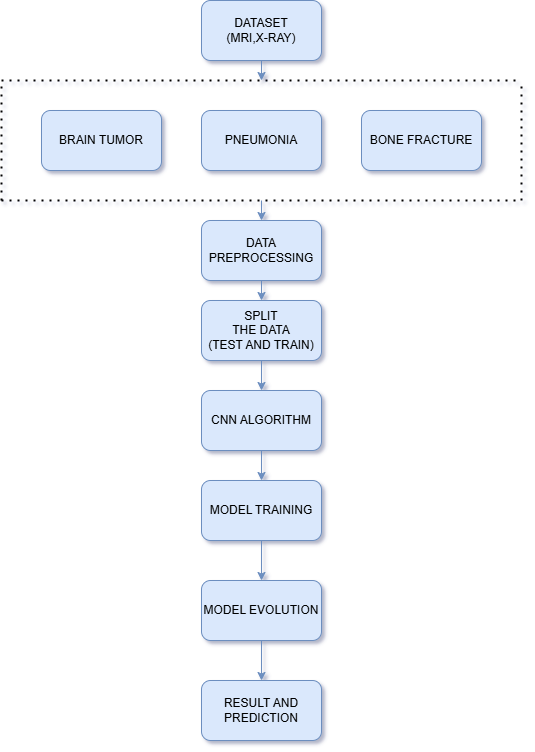 DATASET
(MRI,X-RAY)
BRAIN TUMOR
PNEUMONIA
BONE FRACTURE
DATA
PREPROCESSING
SPLIT
THE DATA
(TEST AND TRAIN)
CNN ALGORITHM
MODEL TRAINING
MODEL EVOLUTION
RESULT AND
PREDICTION